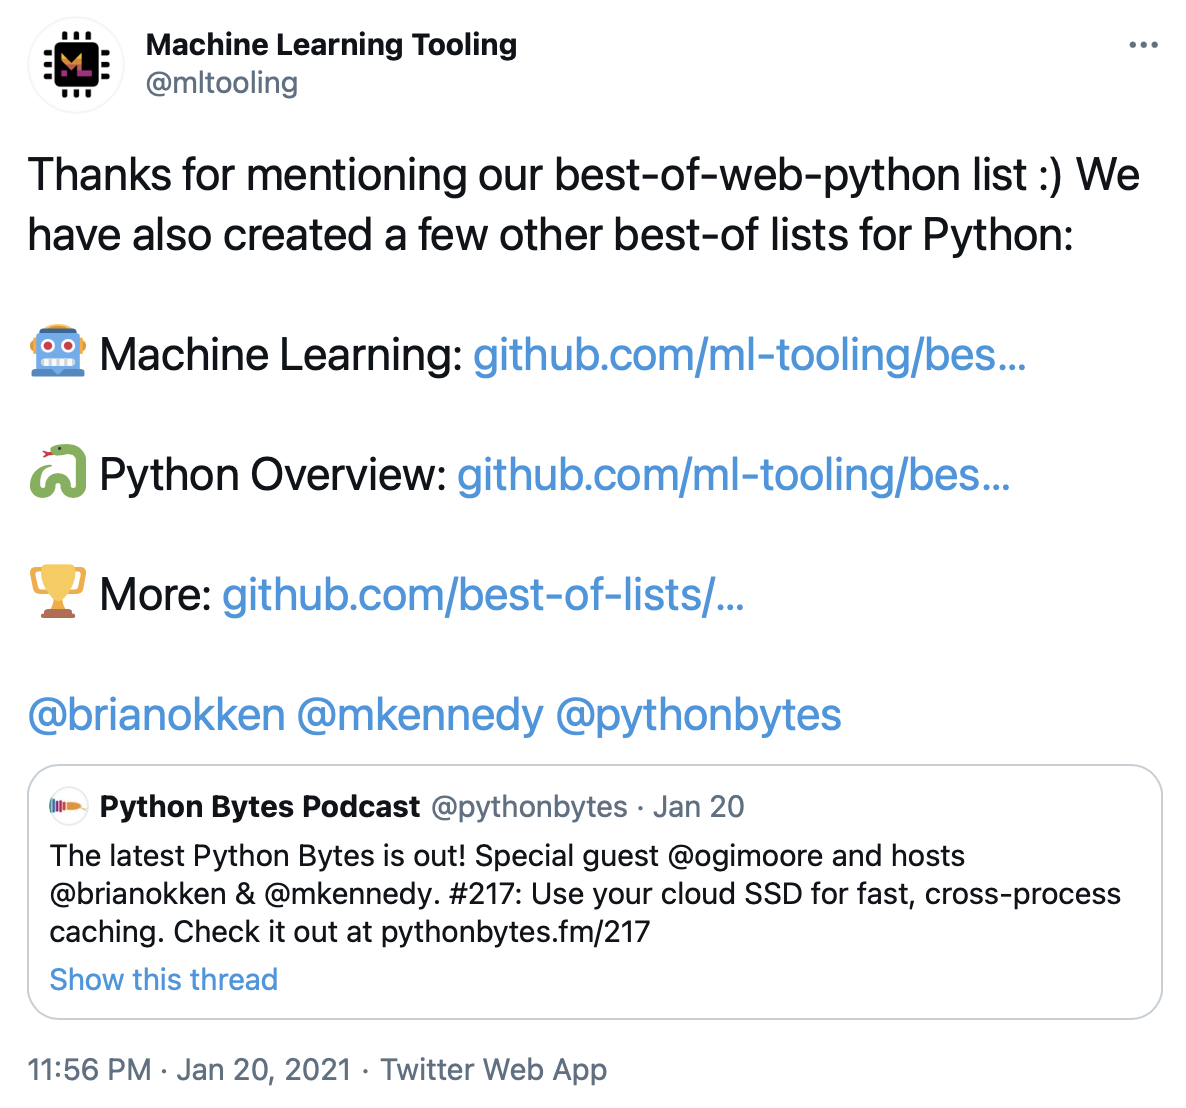 Machine Learning Tooling
@mltooling
Thanks for mentioning our best-of-web-python list :) We
have also created a few other best-of lists for Python:
🤖 Machine Learning: github.com/ml-tooling/bes…
🐍 Python Overview: github.com/ml-tooling/bes…
🏆 More: github.com/best-of-lists/…
@brianokken @mkennedy @pythonbytes
Python Bytes Podcast @pythonbytes · Jan 20
The latest Python Bytes is out! Special guest @ogimoore and hosts
@brianokken & @mkennedy. #217: Use your cloud SSD for fast, cross-process
caching. Check it out at pythonbytes.fm/217
Show this thread
11:56 PM · Jan 20, 2021 · Twitter Web App